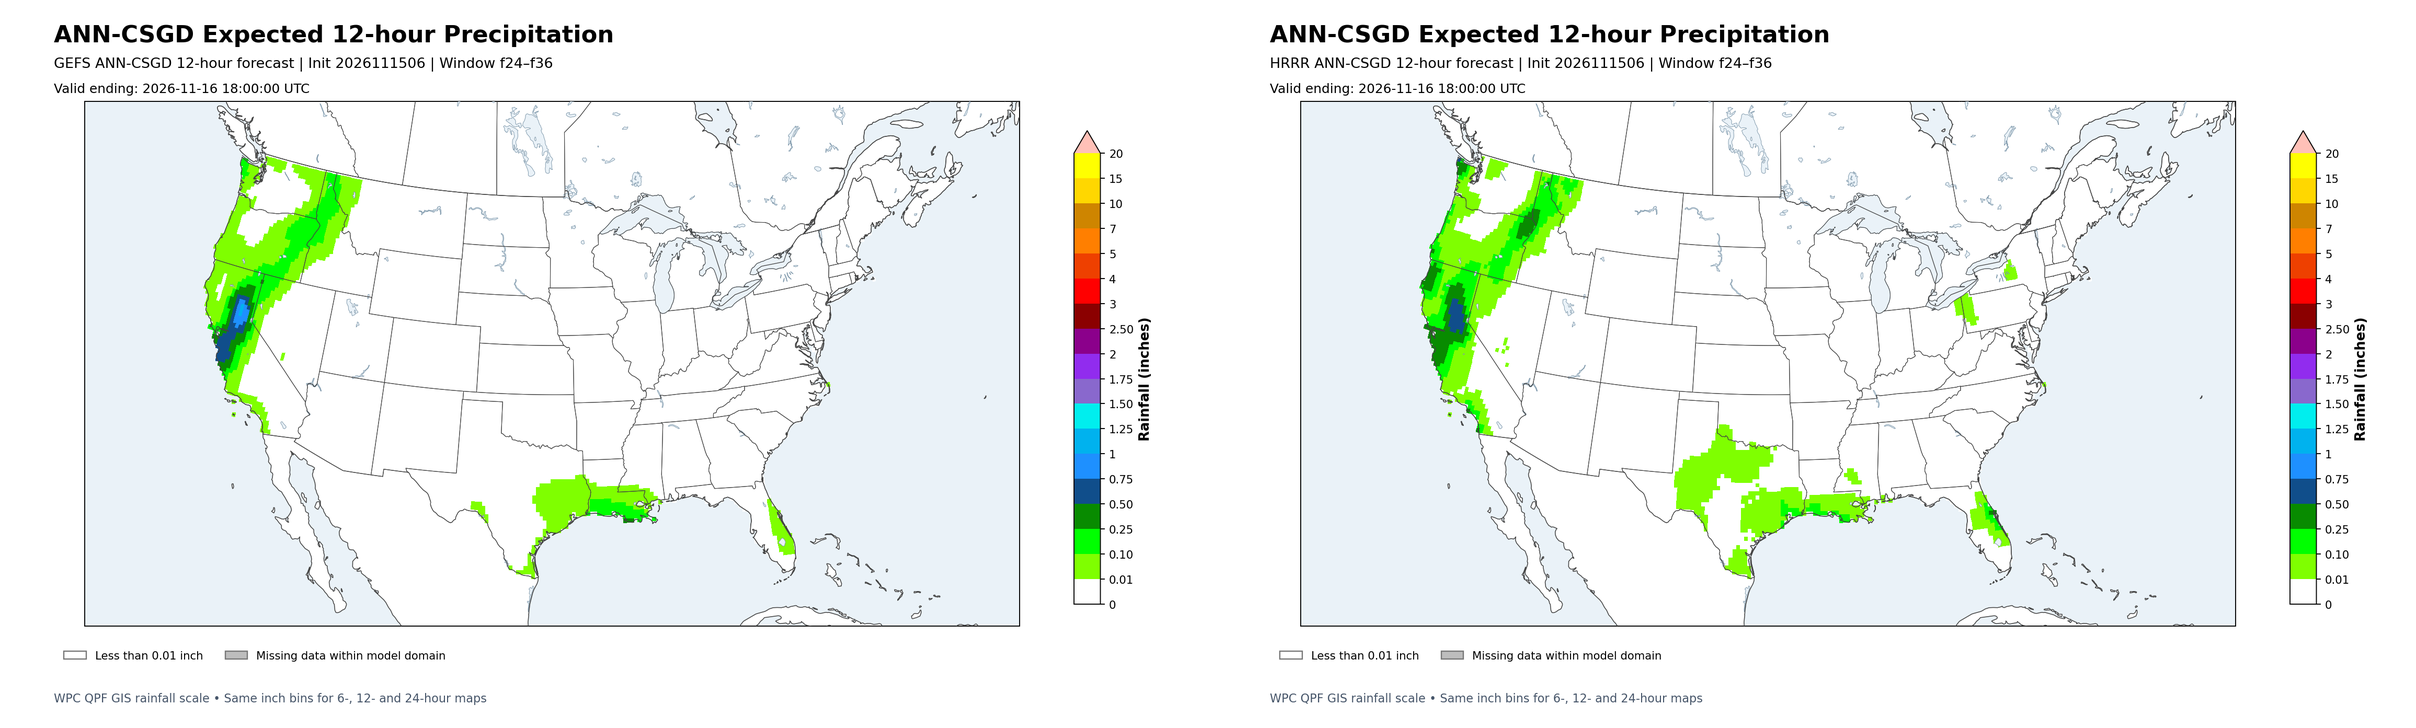 ANN-CSGD Expected 12-hour Precipitation
GEFS ANN-CSGD 12-hour forecast | Init 2026111506 | Window f24–f36
Valid ending: 2026-11-16 18:00:00 UTC
20
15
10
7
5
4
3
2.50
2
1.75
1.50
1.25
1
0.75
0.50
0.25
0.10
0.01
0
Rainfall (inches)
Less than 0.01 inch
Missing data within model domain
WPC QPF GIS rainfall scale • Same inch bins for 6-, 12- and 24-hour maps
ANN-CSGD Expected 12-hour Precipitation
HRRR ANN-CSGD 12-hour forecast | Init 2026111506 | Window f24–f36
Valid ending: 2026-11-16 18:00:00 UTC
20
15
10
7
5
4
3
2.50
2
1.75
1.50
1.25
1
0.75
0.50
0.25
0.10
0.01
0
Rainfall (inches)
Less than 0.01 inch
Missing data within model domain
WPC QPF GIS rainfall scale • Same inch bins for 6-, 12- and 24-hour maps